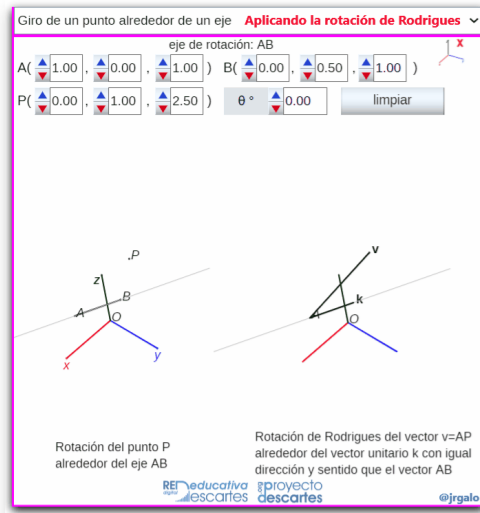 Giro de un punto alrededor de un eje Aplicando la rotación de Rodrigues
eje de rotación: AB
x
A( 1.00 , 0.00 , 1.00 ) B( 0.00 , 0.50 , 1.00 )
P( 0.00 , 1.00 , 2.50 ) θ ° 0.00 limpiar
P
z
B
A
O
x
y
v
k
O
Rotación del punto P
alrededor del eje AB
Rotación de Rodrigues del vector v=AP
alrededor del vector unitario k con igual
dirección y sentido que el vector AB
RED educativa
digital descartes
proyecto
descartes
@jrgalo